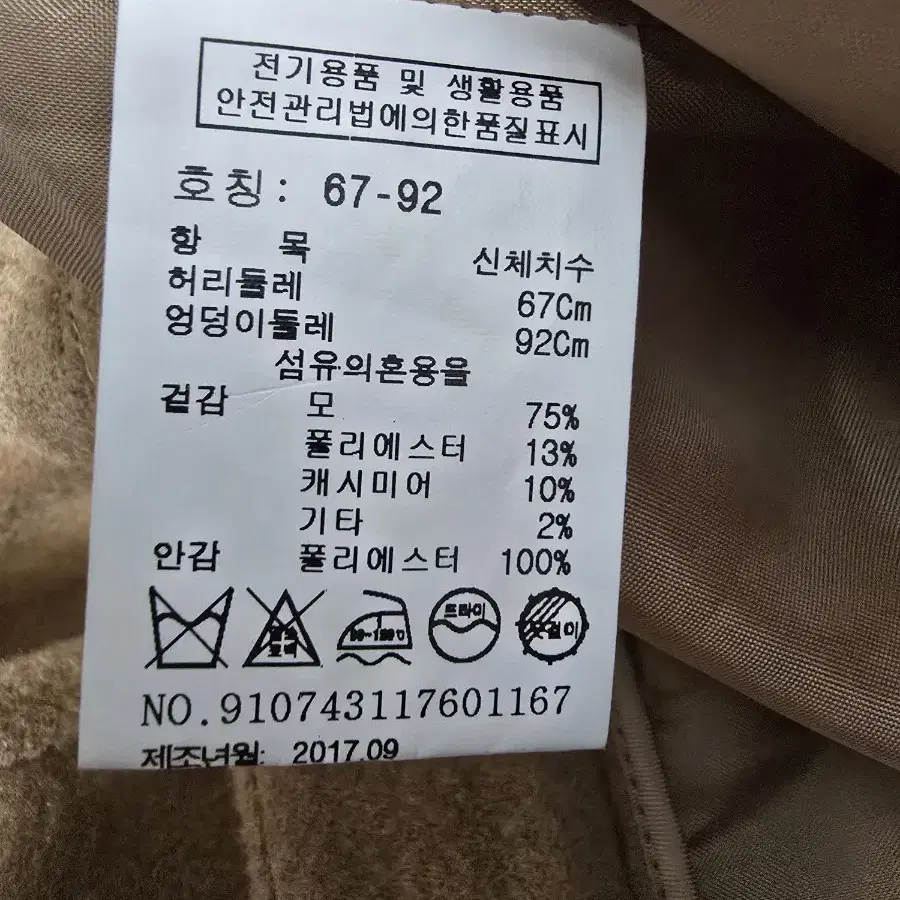 전기용품 및 생활용품
안전관리법에의한품질표시
호칭: 67-92
항 목 신체치수
허리둘레 67Cm
엉덩이둘레 92Cm
섬유의혼용율
겉감 모 75%
폴리에스터 13%
캐시미어 10%
기타 2%
안감 폴리에스터 100%
드라이
옷걸이
NO.910743117601167
제조년월: 2017.09